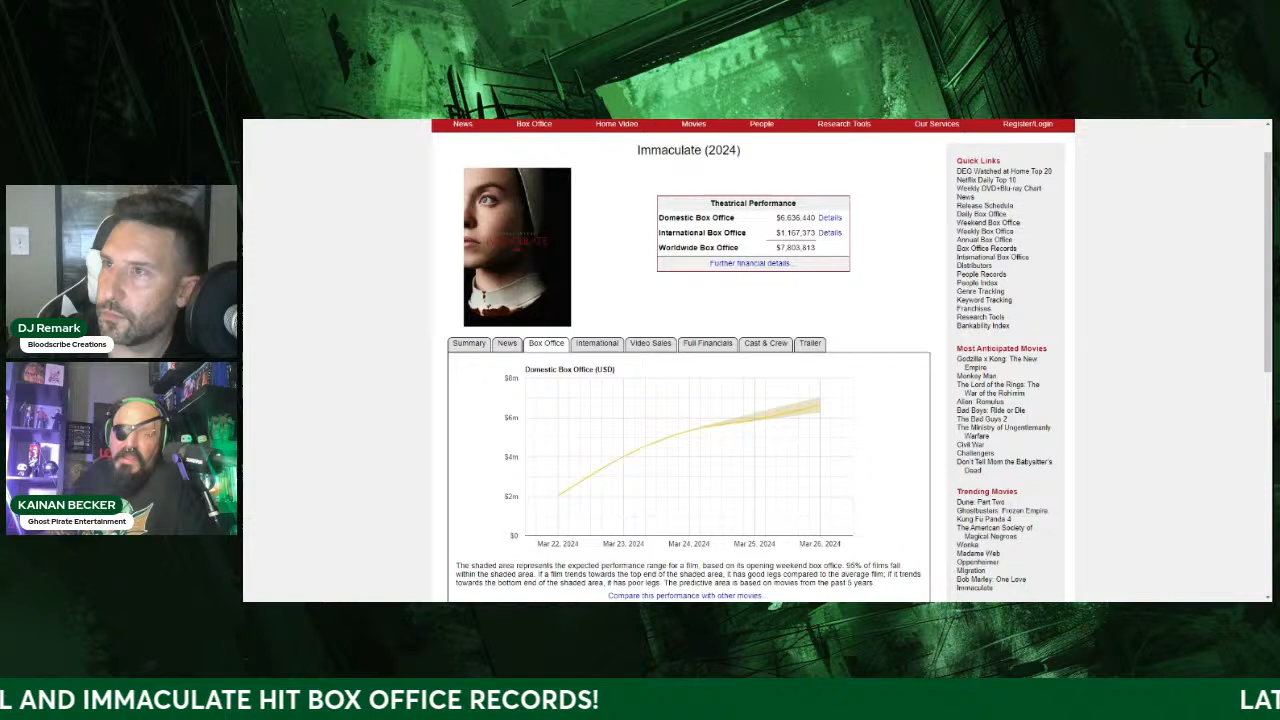 News Box Office Home Video Movies People Research Tools Our Services Register/Login
Immaculate (2024)
IMMACULATE
Theatrical Performance
Domestic Box Office $6,636,440 Details
International Box Office $1,167,373 Details
Worldwide Box Office $7,803,813
Further financial details...
Summary News Box Office International Video Sales Full Financials Cast & Crew Trailer
Domestic Box Office (USD)
$8m
$6m
$4m
$2m
$0
Mar 22, 2024 Mar 23, 2024 Mar 24, 2024 Mar 25, 2024 Mar 26, 2024
The shaded area represents the expected performance range for a film, based on its opening weekend box office. 95% of films fall
within the shaded area. If a film trends towards the top end of the shaded area, it has good legs compared to the average film; if it trends
towards the bottom end of the shaded area, it has poor legs. The predictive area is based on movies from the past 5 years
Compare this performance with other movies...
Quick Links
DEG Watched at Home Top 20
Netflix Daily Top 10
Weekly DVD+Blu-ray Chart
News
Release Schedule
Daily Box Office
Weekend Box Office
Weekly Box Office
Annual Box Office
Box Office Records
International Box Office
Distributors
People Records
People Index
Genre Tracking
Keyword Tracking
Franchises
Research Tools
Bankability Index
Most Anticipated Movies
Godzilla x Kong: The New
Empire
Monkey Man
The Lord of the Rings: The
War of the Rohirrim
Alien: Romulus
Bad Boys: Ride or Die
The Bad Guys 2
The Ministry of Ungentlemanly
Warfare
Civil War
Challengers
Don't Tell Mom the Babysitter's
Dead
Trending Movies
Dune: Part Two
Ghostbusters: Frozen Empire
Kung Fu Panda 4
The American Society of
Magical Negroes
Wonka
Madame Web
Oppenheimer
Migration
Bob Marley: One Love
Immaculate
DJ Remark
Bloodscribe Creations
KAINAN BECKER
Ghost Pirate Entertainment
L AND IMMACULATE HIT BOX OFFICE RECORDS! LAT